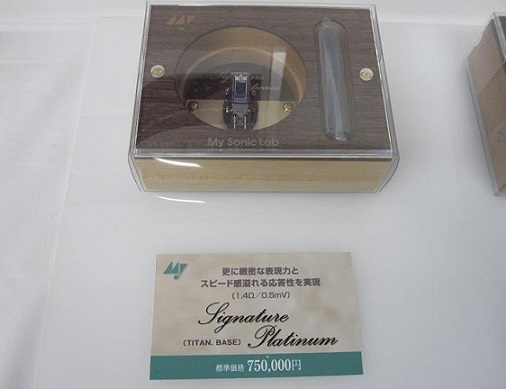 My
My Sonic Lab
My
更に緻密な表現力と
スピード感溢れる応答性を実現
(1.4Ω/0.5mV)
Signature
(TITAN. BASE) Platinum
標準価格 750,000円